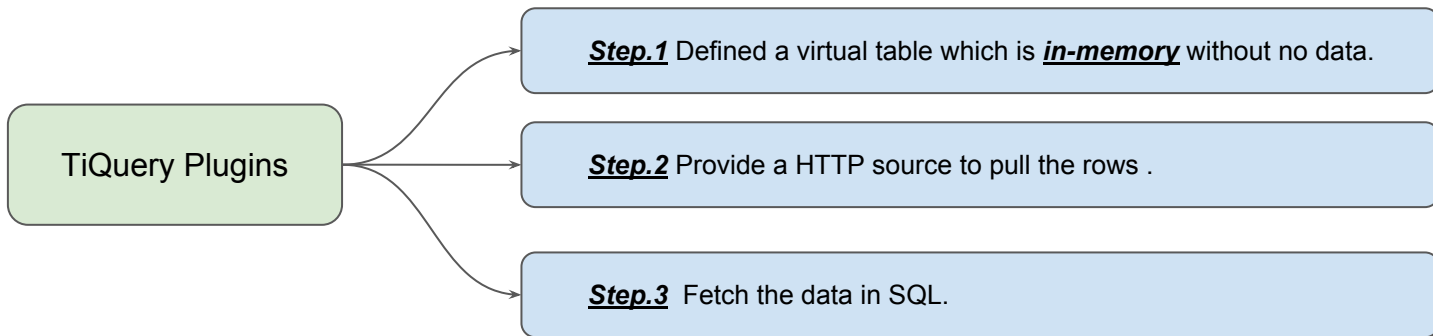 Step.1 Defined a virtual table which is in-memory without no data.
TiQuery Plugins
Step.2 Provide a HTTP source to pull the rows .
Step.3 Fetch the data in SQL.